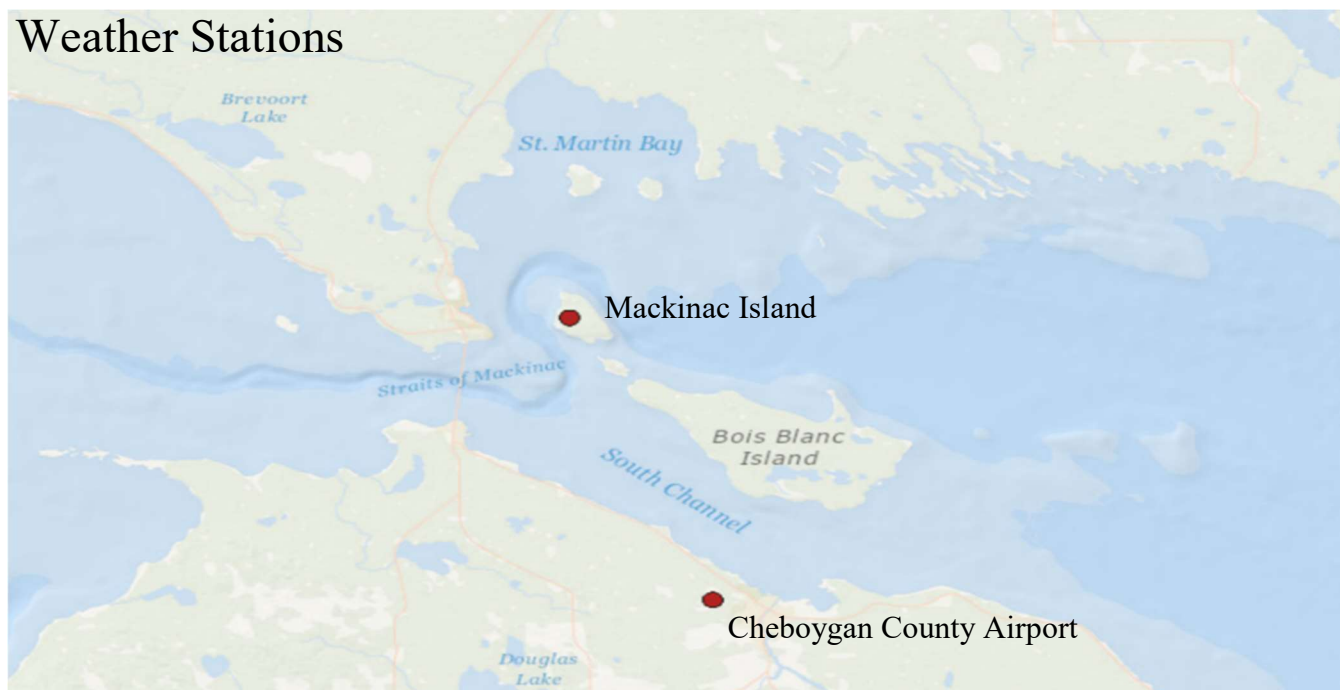 Weather Stations
Brevoort
Lake
St. Martin Bay
Mackinac Island
Straits of Mackinac
Bois Blanc
Island
South Channel
Cheboygan County Airport
Douglas
Lake